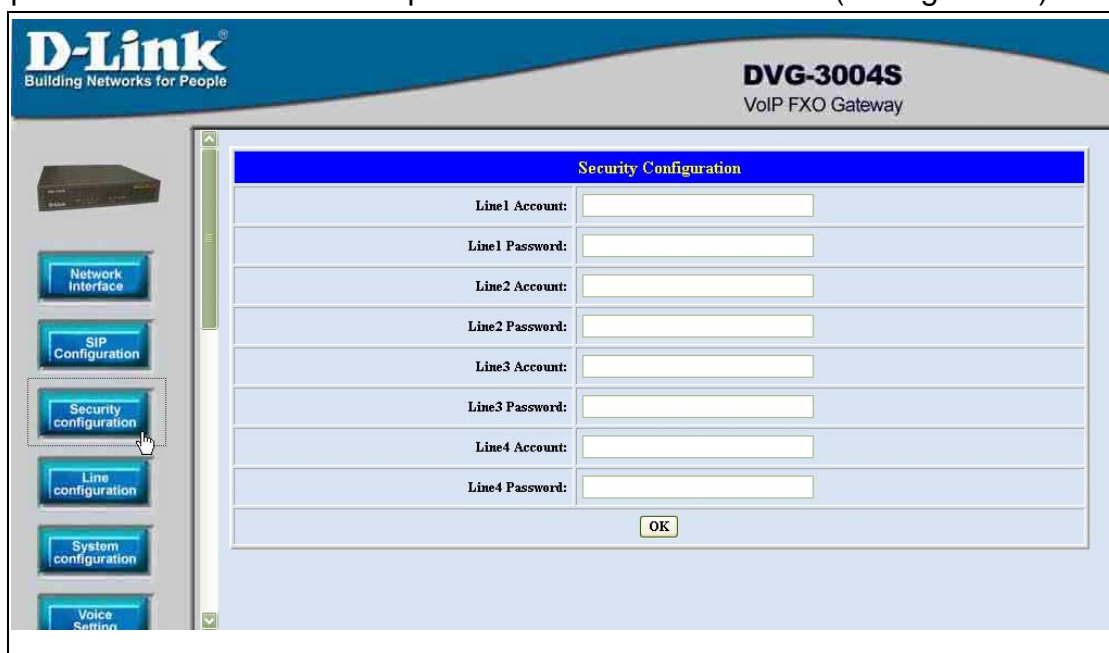 D-Link®
Building Networks for People
DVG-3004S
VoIP FXO Gateway
Network
Interface
SIP
Configuration
Security
configuration
Line
configuration
System
configuration
Voice
Setting
Security Configuration
Line1 Account:
Line1 Password:
Line2 Account:
Line2 Password:
Line3 Account:
Line3 Password:
Line4 Account:
Line4 Password:
OK